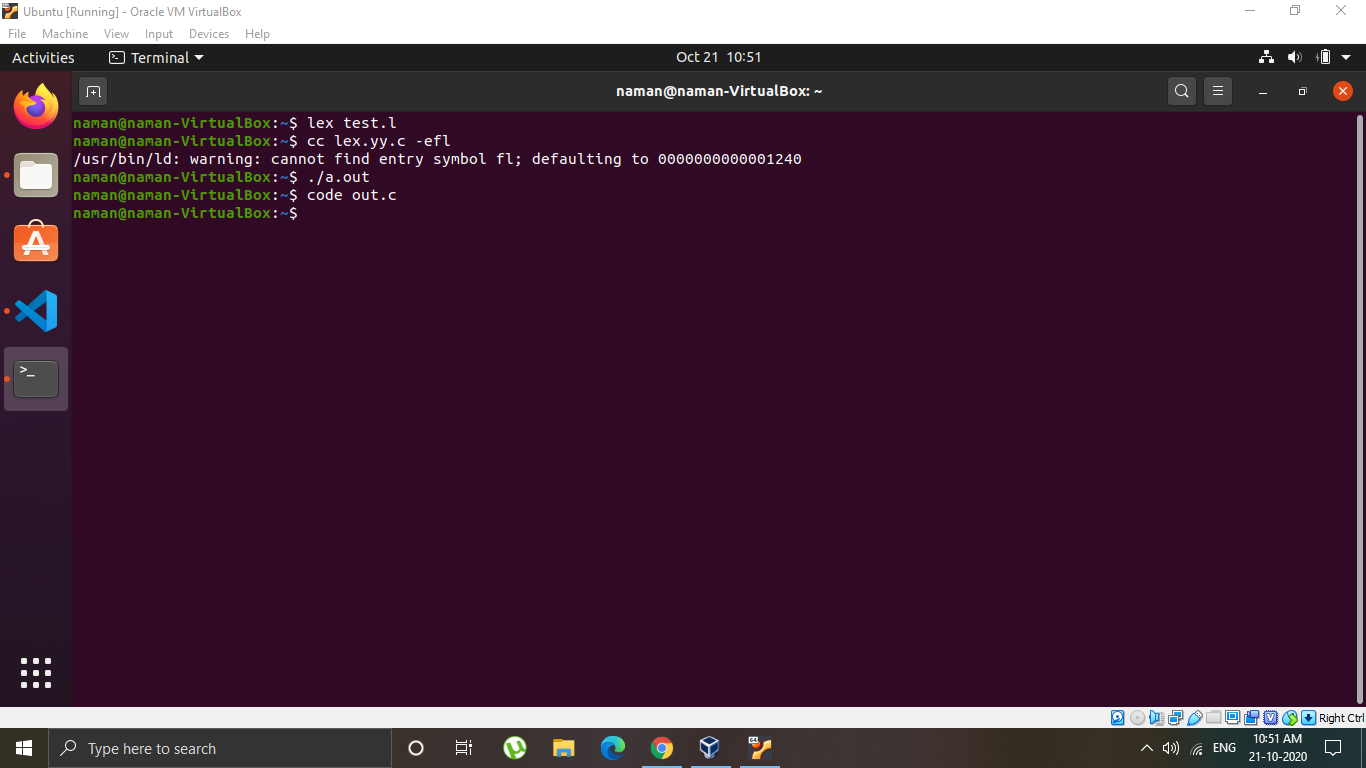 Ubuntu [Running] - Oracle VM VirtualBox
File Machine View Input Devices Help
Activities Terminal Oct 21 10:51
naman@naman-VirtualBox: ~
naman@naman-VirtualBox:~$ lex test.l
naman@naman-VirtualBox:~$ cc lex.yy.c -efl
/usr/bin/ld: warning: cannot find entry symbol fl; defaulting to 0000000000001240
naman@naman-VirtualBox:~$ ./a.out
naman@naman-VirtualBox:~$ code out.c
naman@naman-VirtualBox:~$
>_
Right Ctrl
Type here to search
ENG
10:51 AM
21-10-2020